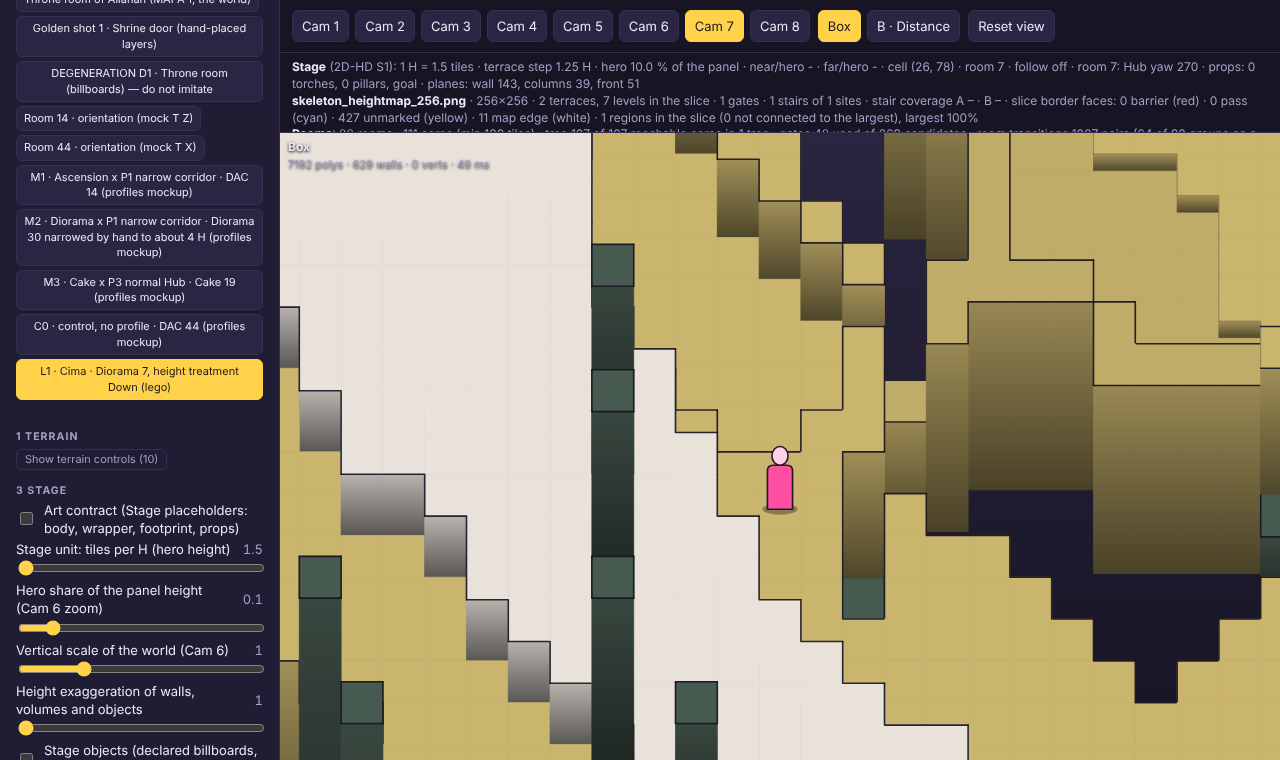 Throne room of Allanari (MAPA 1, the world)
Golden shot 1 · Shrine door (hand-placed
layers)
DEGENERATION D1 · Throne room
(billboards) — do not imitate
Room 14 · orientation (mock T Z)
Room 44 · orientation (mock T X)
M1 · Ascension x P1 narrow corridor · DAC
14 (profiles mockup)
M2 · Diorama x P1 narrow corridor · Diorama
30 narrowed by hand to about 4 H (profiles
mockup)
M3 · Cake x P3 normal Hub · Cake 19
(profiles mockup)
C0 · control, no profile · DAC 44 (profiles
mockup)
L1 · Cima · Diorama 7, height treatment
Down (lego)
1 TERRAIN
Show terrain controls (10)
3 STAGE
Art contract (Stage placeholders:
body, wrapper, footprint, props)
Stage unit: tiles per H (hero height) 1.5
Hero share of the panel height
(Cam 6 zoom) 0.1
Vertical scale of the world (Cam 6) 1
Height exaggeration of walls,
volumes and objects 1
Stage objects (declared billboards,
Cam 1 Cam 2 Cam 3 Cam 4 Cam 5 Cam 6 Cam 7 Cam 8 Box B · Distance Reset view
Stage (2D-HD S1): 1 H = 1.5 tiles · terrace step 1.25 H · hero 10.0 % of the panel · near/hero - · far/hero - · cell (26, 78) · room 7 · follow off · room 7: Hub yaw 270 · props: 0
torches, 0 pillars, goal · planes: wall 143, columns 39, front 51
skeleton_heightmap_256.png · 256×256 · 2 terraces, 7 levels in the slice · 1 gates · 1 stairs of 1 sites · stair coverage A – · B – · slice border faces: 0 barrier (red) · 0 pass
(cyan) · 427 unmarked (yellow) · 11 map edge (white) · 1 regions in the slice (0 not connected to the largest), largest 100%
Box
7192 polys · 629 walls · 0 verts · 49 ms